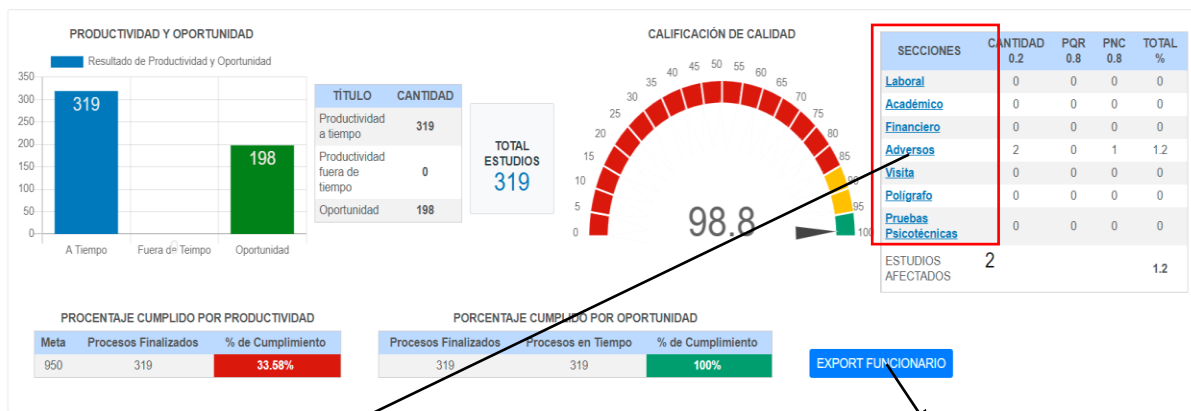 PRODUCTIVIDAD Y OPORTUNIDAD
Resultado de Productividad y Oportunidad
350
300
250
200
150
100
50
0
319
0
198
A Tiempo
Fuera de Teimpo
Oportunidad
TÍTULO CANTIDAD
Productividad
a tiempo 319
Productividad
fuera de
tiempo 0
Oportunidad 198
TOTAL
ESTUDIOS
319
CALIFICACIÓN DE CALIDAD
0
5
10
15
20
25
30
35
40
45
50
55
60
65
70
75
80
85
90
95
100
98.8
SECCIONES CANTIDAD 0.2 PQR 0.8 PNC 0.8 TOTAL %
Laboral 0 0 0 0
Académico 0 0 0 0
Financiero 0 0 0 0
Adversos 2 0 1 1.2
Visita 0 0 0 0
Polígrafo 0 0 0 0
Pruebas
Psicotécnicas 0 0 0 0
ESTUDIOS
AFECTADOS 2 1.2
PROCENTAJE CUMPLIDO POR PRODUCTIVIDAD
Meta Procesos Finalizados % de Cumplimiento
950 319 33.58%
PORCENTAJE CUMPLIDO POR OPORTUNIDAD
Procesos Finalizados Procesos en Tiempo % de Cumplimiento
319 319 100%
EXPORT FUNCIONARIO